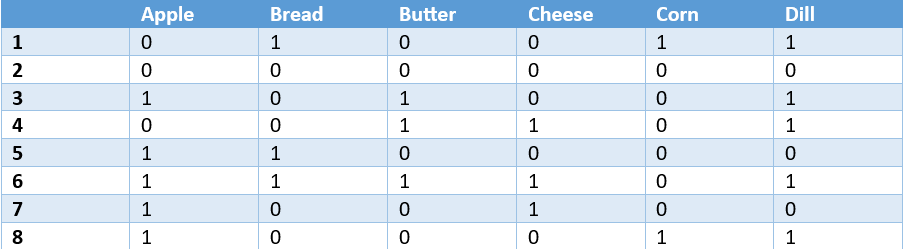 Apple Bread Butter Cheese Corn Dill
1 0 1 0 0 1 1
2 0 0 0 0 0 0
3 1 0 1 0 0 1
4 0 0 1 1 0 1
5 1 1 0 0 0 0
6 1 1 1 1 0 1
7 1 0 0 1 0 0
8 1 0 0 0 1 1